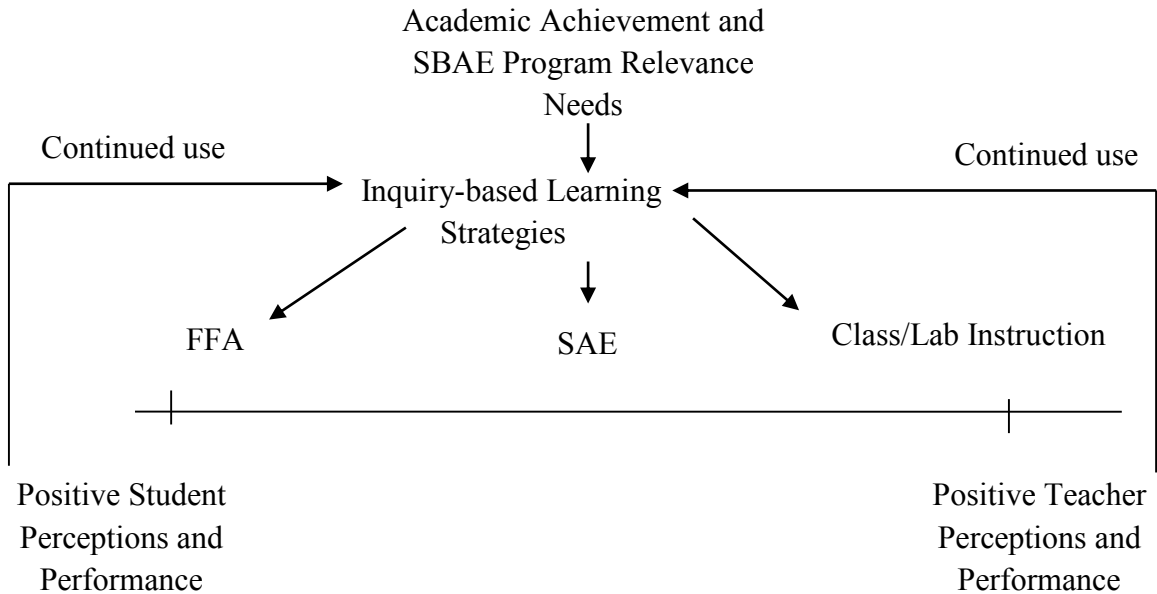 Academic Achievement and
SBAE Program Relevance
Needs
Continued use
Continued use
Inquiry-based Learning
Strategies
FFA
SAE
Class/Lab Instruction
Positive Student
Perceptions and
Performance
Positive Teacher
Perceptions and
Performance